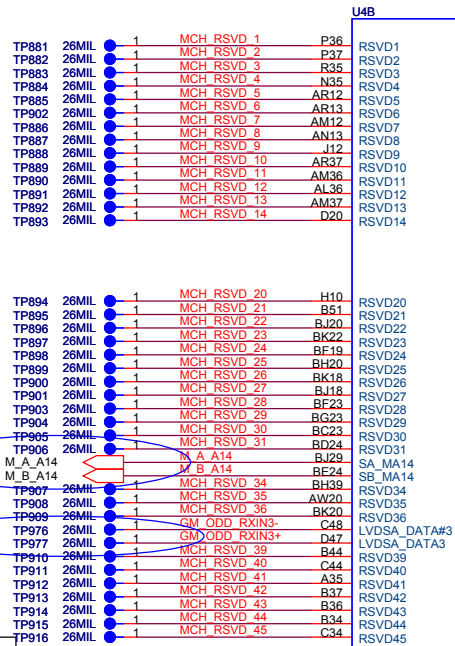 U4B
TP881 26MIL 1 MCH_RSVD_1 P36 RSVD1
TP882 26MIL 1 MCH_RSVD_2 P37 RSVD2
TP883 26MIL 1 MCH_RSVD_3 R35 RSVD3
TP884 26MIL 1 MCH_RSVD_4 N35 RSVD4
TP885 26MIL 1 MCH_RSVD_5 AR12 RSVD5
TP902 26MIL 1 MCH_RSVD_6 AR13 RSVD6
TP886 26MIL 1 MCH_RSVD_7 AM12 RSVD7
TP887 26MIL 1 MCH_RSVD_8 AN13 RSVD8
TP888 26MIL 1 MCH_RSVD_9 J12 RSVD9
TP889 26MIL 1 MCH_RSVD_10 AR37 RSVD10
TP890 26MIL 1 MCH_RSVD_11 AM36 RSVD11
TP891 26MIL 1 MCH_RSVD_12 AL36 RSVD12
TP892 26MIL 1 MCH_RSVD_13 AM37 RSVD13
TP893 26MIL 1 MCH_RSVD_14 D20 RSVD14
TP894 26MIL 1 MCH_RSVD_20 H10 RSVD20
TP895 26MIL 1 MCH_RSVD_21 B51 RSVD21
TP896 26MIL 1 MCH_RSVD_22 BJ20 RSVD22
TP897 26MIL 1 MCH_RSVD_23 BK22 RSVD23
TP898 26MIL 1 MCH_RSVD_24 BF19 RSVD24
TP899 26MIL 1 MCH_RSVD_25 BH20 RSVD25
TP900 26MIL 1 MCH_RSVD_26 BK18 RSVD26
TP901 26MIL 1 MCH_RSVD_27 BJ18 RSVD27
TP903 26MIL 1 MCH_RSVD_28 BF23 RSVD28
TP904 26MIL 1 MCH_RSVD_29 BG23 RSVD29
TP905 26MIL 1 MCH_RSVD_30 BC23 RSVD30
TP906 26MIL 1 MCH_RSVD_31 BD24 RSVD31
M_A_A14 M_A_A14 BJ29 SA_MA14
M_B_A14 M_B_A14 BE24 SB_MA14
TP907 26MIL 1 MCH_RSVD_34 BH39 RSVD34
TP908 26MIL 1 MCH_RSVD_35 AW20 RSVD35
TP909 26MIL 1 MCH_RSVD_36 BK20 RSVD36
TP976 26MIL 1 GM_ODD_RXIN3- C48 LVDSA_DATA#3
TP977 26MIL 1 GM_ODD_RXIN3+ D47 LVDSA_DATA3
TP910 26MIL 1 MCH_RSVD_39 B44 RSVD39
TP911 26MIL 1 MCH_RSVD_40 C44 RSVD40
TP912 26MIL 1 MCH_RSVD_41 A35 RSVD41
TP913 26MIL 1 MCH_RSVD_42 B37 RSVD42
TP914 26MIL 1 MCH_RSVD_43 B36 RSVD43
TP915 26MIL 1 MCH_RSVD_44 B34 RSVD44
TP916 26MIL 1 MCH_RSVD_45 C34 RSVD45